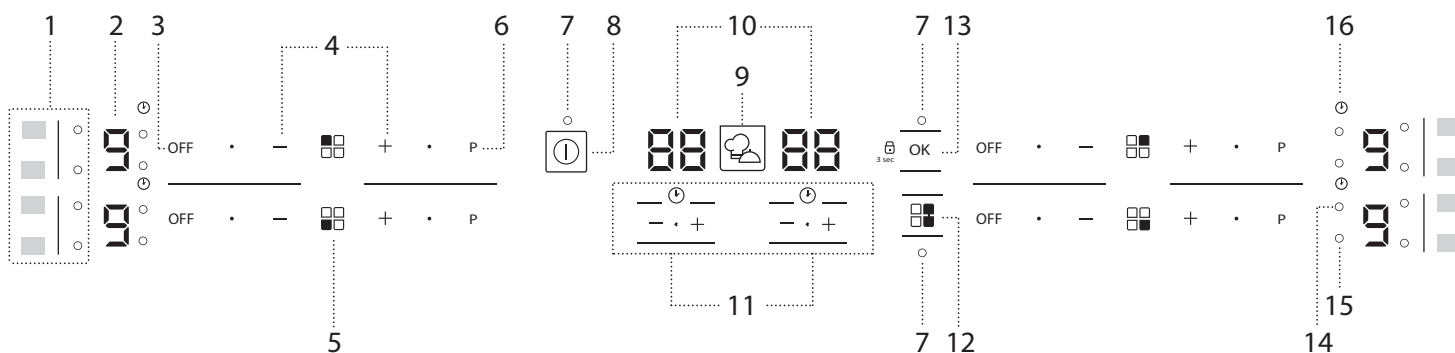 1 2 3 4 6 7 8 10 9 7 13 16
9 OFF · − + · P 88 88 3 sec OK OFF · − + · P 9
9 OFF · − + · P − · + − · + OFF · − + · P 9
5 11 7 12 14 15